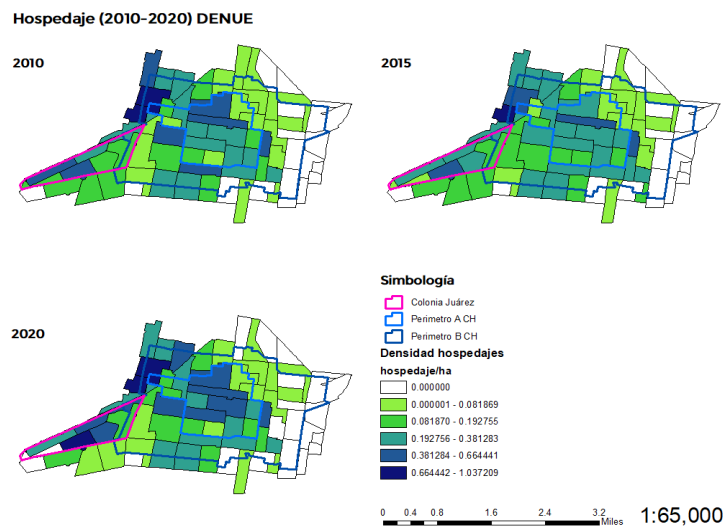 Hospedaje (2010-2020) DENUE
2010
2015
2020
Simbología
Colonia Juárez
Perimetro A CH
Perimetro B CH
Densidad hospedajes
hospedaje/ha
0.000000
0.000001 - 0.081869
0.081870 - 0.192755
0.192756 - 0.381283
0.381284 - 0.664441
0.664442 - 1.037209
0 0.4 0.8 1.6 2.4 3.2 Miles
1:65,000